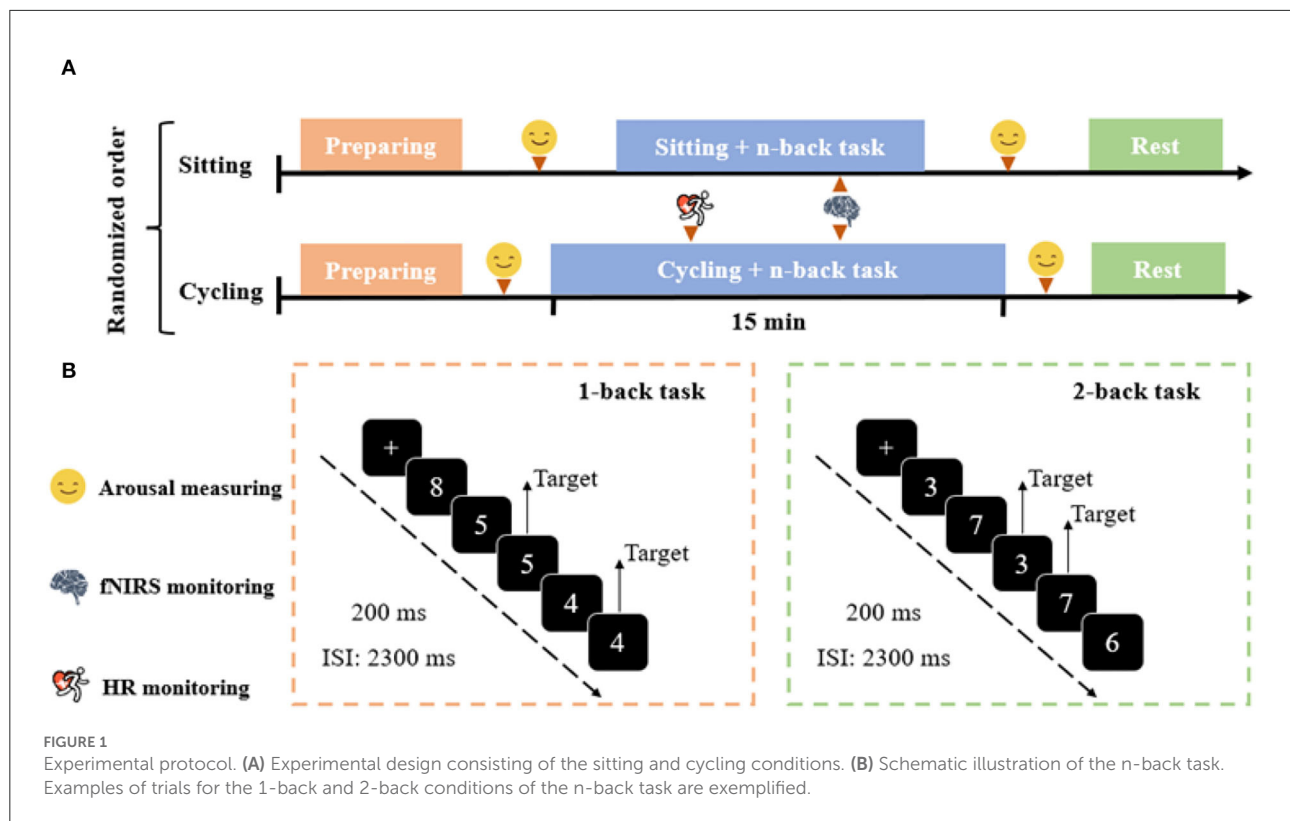 A
Randomized order
Preparing
Sitting + n-back task
Rest
Sitting
Preparing
Cycling + n-back task
Rest
Cycling
15 min
B
1-back task
2-back task
Arousal measuring
fNIRS monitoring
HR monitoring
+
8
5
Target
5
Target
4
4
200 ms
ISI: 2300 ms
+
3
7
Target
3
Target
7
6
200 ms
ISI: 2300 ms
FIGURE 1
Experimental protocol. (A) Experimental design consisting of the sitting and cycling conditions. (B) Schematic illustration of the n-back task.
Examples of trials for the 1-back and 2-back conditions of the n-back task are exemplified.